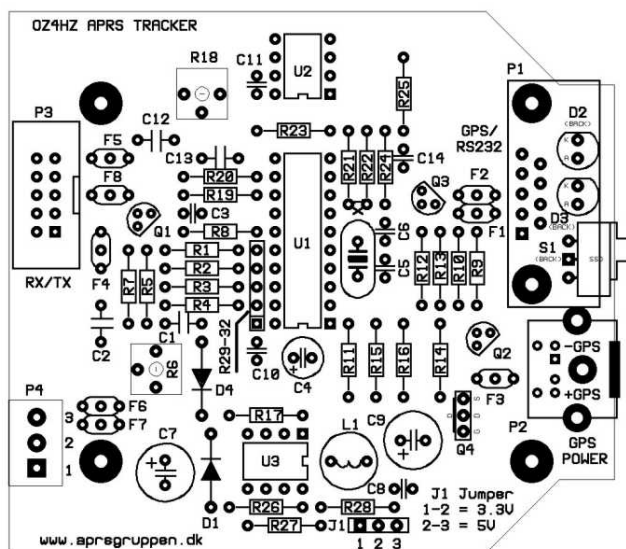 OZ4HZ APRS TRACKER
C11
U2
R18
P1
P3
R25
D2
(BACK)
K
A
C12
GPS/
RS232
F5
R23
C13
R21
R22
R24
C14
R20
F8
R19
Q3
F2
K
A
C3
Q1
R8
U1
C6
F1
D3
(BACK)
S1
(BACK)
R1
RX/TX
F4
R7
R5
R2
R3
R4
C5
R12
R13
R10
R9
C1
R29-32
C2
R6
C10
C4
R11
R15
R16
R14
Q2
-GPS
+GPS
D4
F3
P4
F6
F7
3
2
1
R17
C9
S
D
G
Q4
P2
GPS
POWER
C7
L1
U3
C8
J1 Jumper
1-2 = 3.3V
2-3 = 5V
D1
R26
R28
R27
J1
1 2 3
www.aprsgruppen.dk